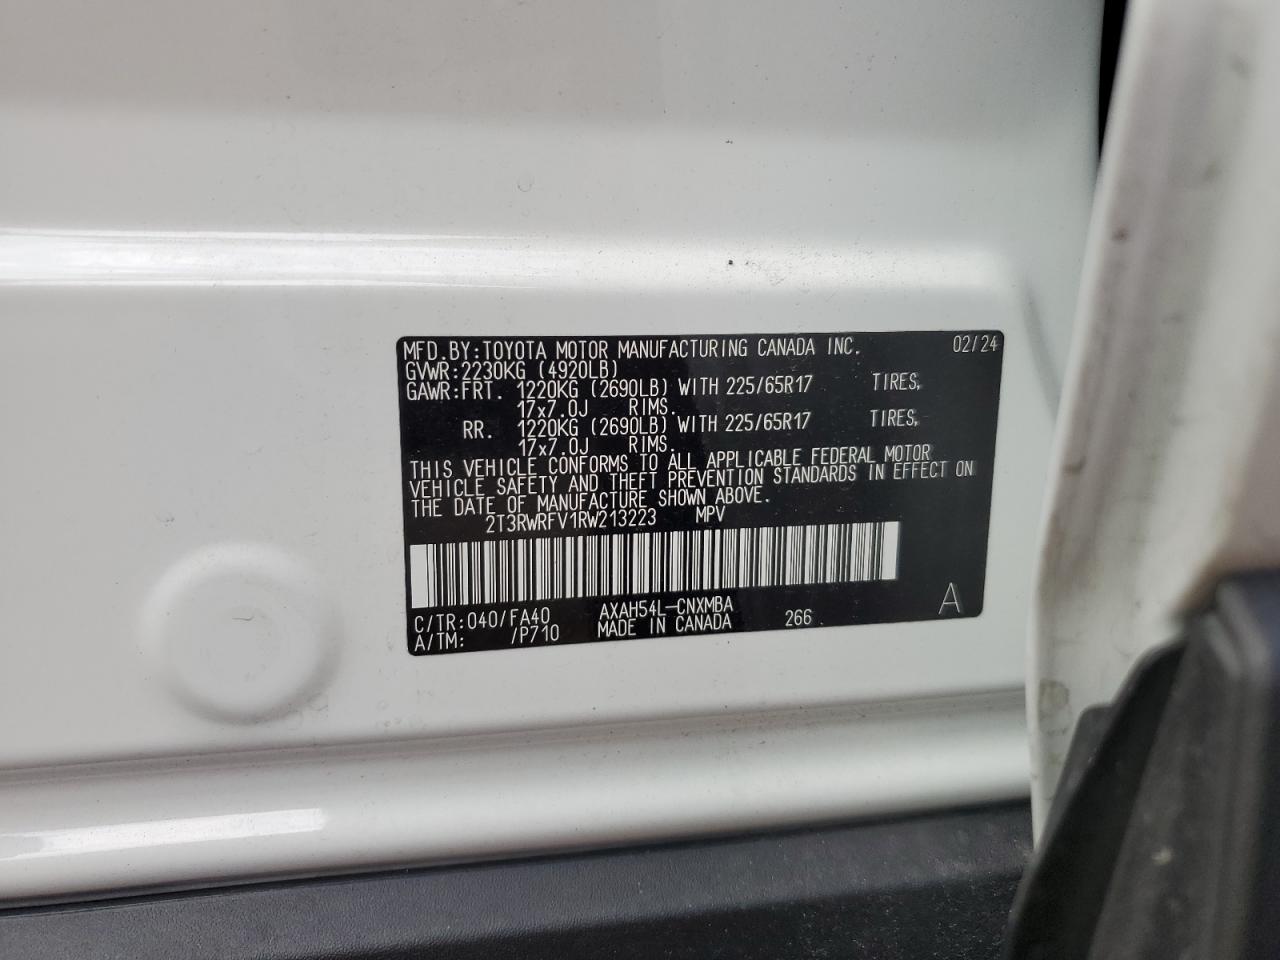 MFD.BY:TOYOTA MOTOR MANUFACTURING CANADA INC. 02/24
GVWR:2230KG (4920LB)
GAWR:FRT. 1220KG (2690LB) WITH 225/65R17 TIRES,
17x7.0J RIMS.
RR. 1220KG (2690LB) WITH 225/65R17 TIRES,
17x7.0J RIMS.
THIS VEHICLE CONFORMS TO ALL APPLICABLE FEDERAL MOTOR
VEHICLE SAFETY AND THEFT PREVENTION STANDARDS IN EFFECT ON
THE DATE OF MANUFACTURE SHOWN ABOVE.
2T3RWRFV1RW213223 MPV
C/TR:040/FA40 AXAH54L-CNXMBA A
A/TM: /P710 MADE IN CANADA 266